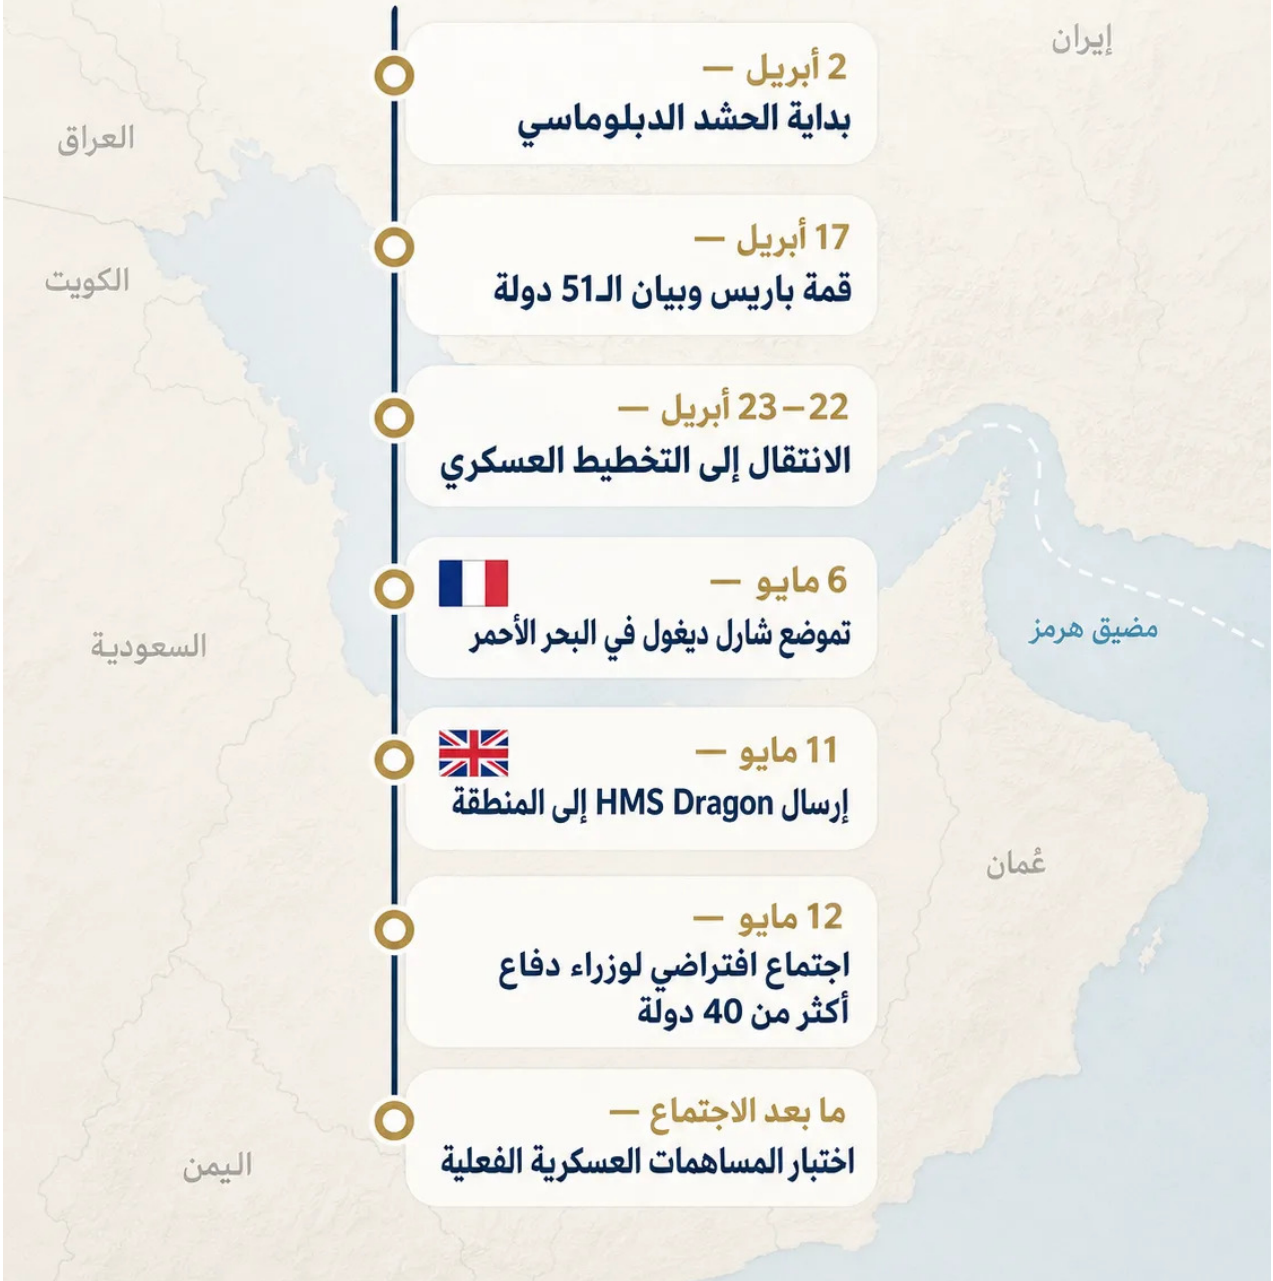 إيران
2 أبريل —
بداية الحشد الدبلوماسي
العراق
17 أبريل —
قمة باريس وبيان الـ51 دولة
الكويت
22–23 أبريل —
الانتقال إلى التخطيط العسكري
6 مايو —
تموضع شارل ديغول في البحر الأحمر
مضيق هرمز
السعودية
11 مايو —
إرسال HMS Dragon إلى المنطقة
عُمان
12 مايو —
اجتماع افتراضي لوزراء دفاع
أكثر من 40 دولة
ما بعد الاجتماع —
اختبار المساهمات العسكرية الفعلية
اليمن